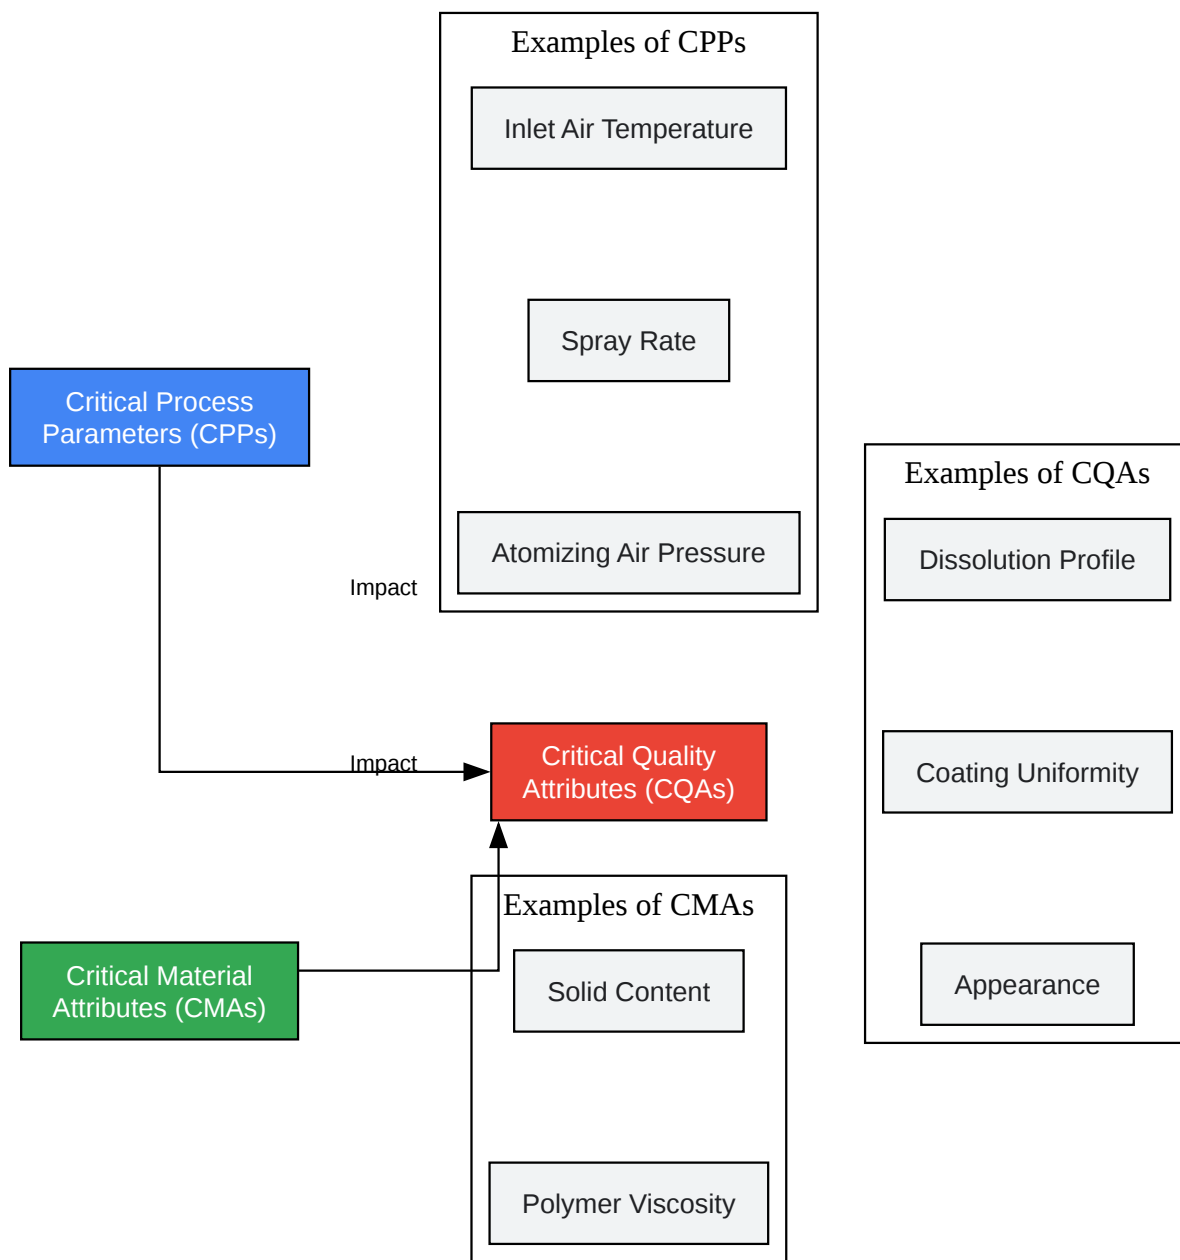 Examples of CPPs
Inlet Air Temperature
Spray Rate
Atomizing Air Pressure
Critical Process
Parameters (CPPs)
Impact
Impact
Critical Quality
Attributes (CQAs)
Examples of CQAs
Dissolution Profile
Coating Uniformity
Appearance
Critical Material
Attributes (CMAs)
Examples of CMAs
Solid Content
Polymer Viscosity